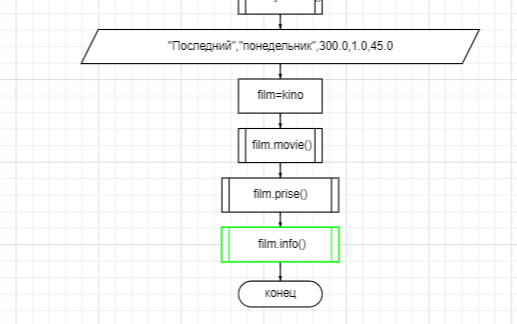 "Последний","понедельник",300.0,1.0,45.0
film=kino
film.movie()
film.prise()
film.info()
конец